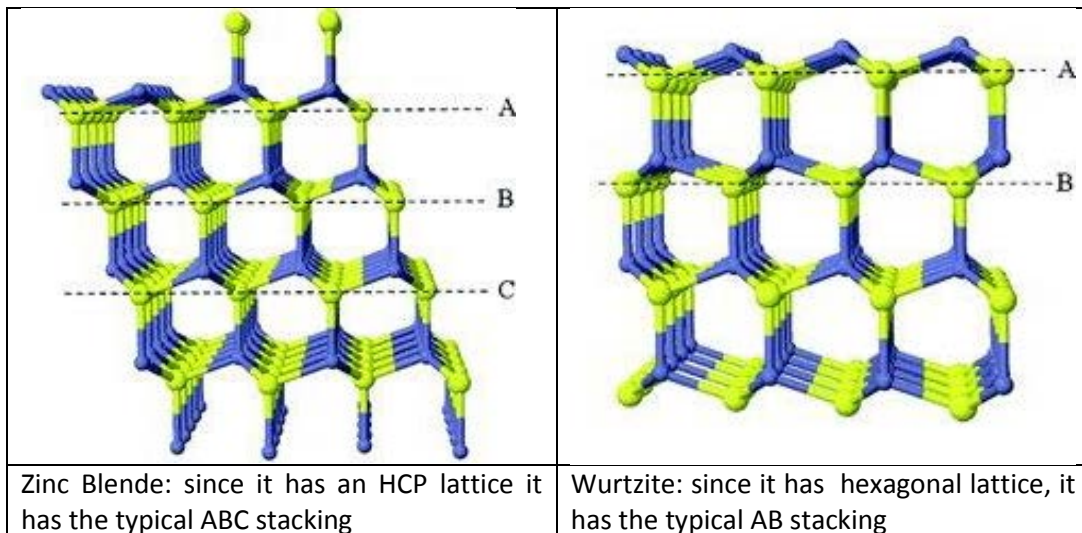 A
B
C
A
B
Zinc Blende: since it has an HCP lattice it
has the typical ABC stacking
Wurtzite: since it has hexagonal lattice, it
has the typical AB stacking